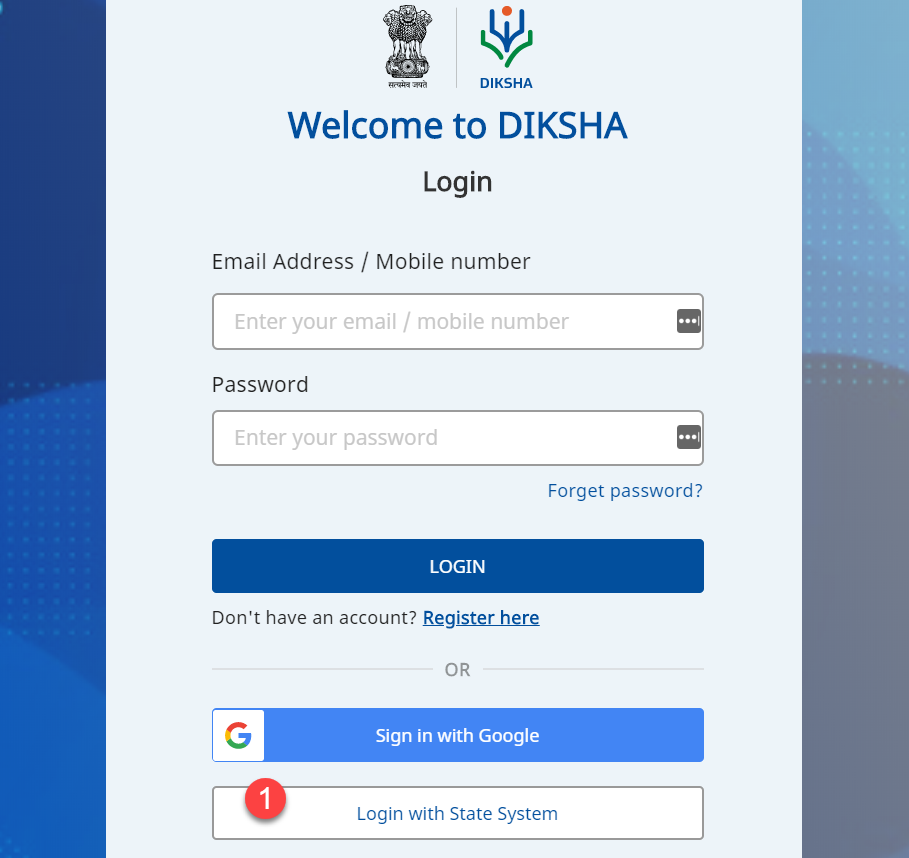 सत्यमेव जयते
DIKSHA
Welcome to DIKSHA
Login
Email Address / Mobile number
Enter your email / mobile number
Password
Enter your password
Forget password?
LOGIN
Don't have an account? Register here
OR
Sign in with Google
1
Login with State System